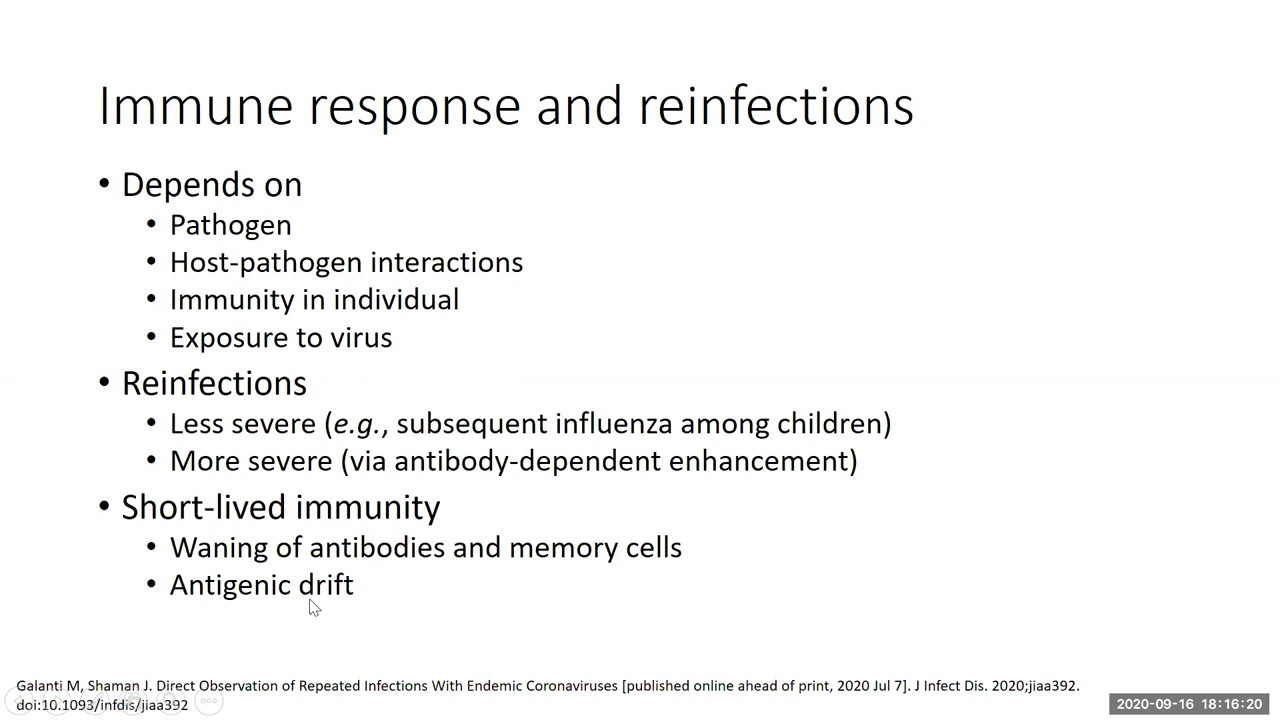 Immune response and reinfections
• Depends on
• Pathogen
• Host-pathogen interactions
• Immunity in individual
• Exposure to virus
• Reinfections
• Less severe (e.g., subsequent influenza among children)
• More severe (via antibody-dependent enhancement)
• Short-lived immunity
• Waning of antibodies and memory cells
• Antigenic drift
Galanti M, Shaman J. Direct Observation of Repeated Infections With Endemic Coronaviruses [published online ahead of print, 2020 Jul 7]. J Infect Dis. 2020;jiaa392.
doi:10.1093/infdis/jiaa392
2020-09-16 18:16:20